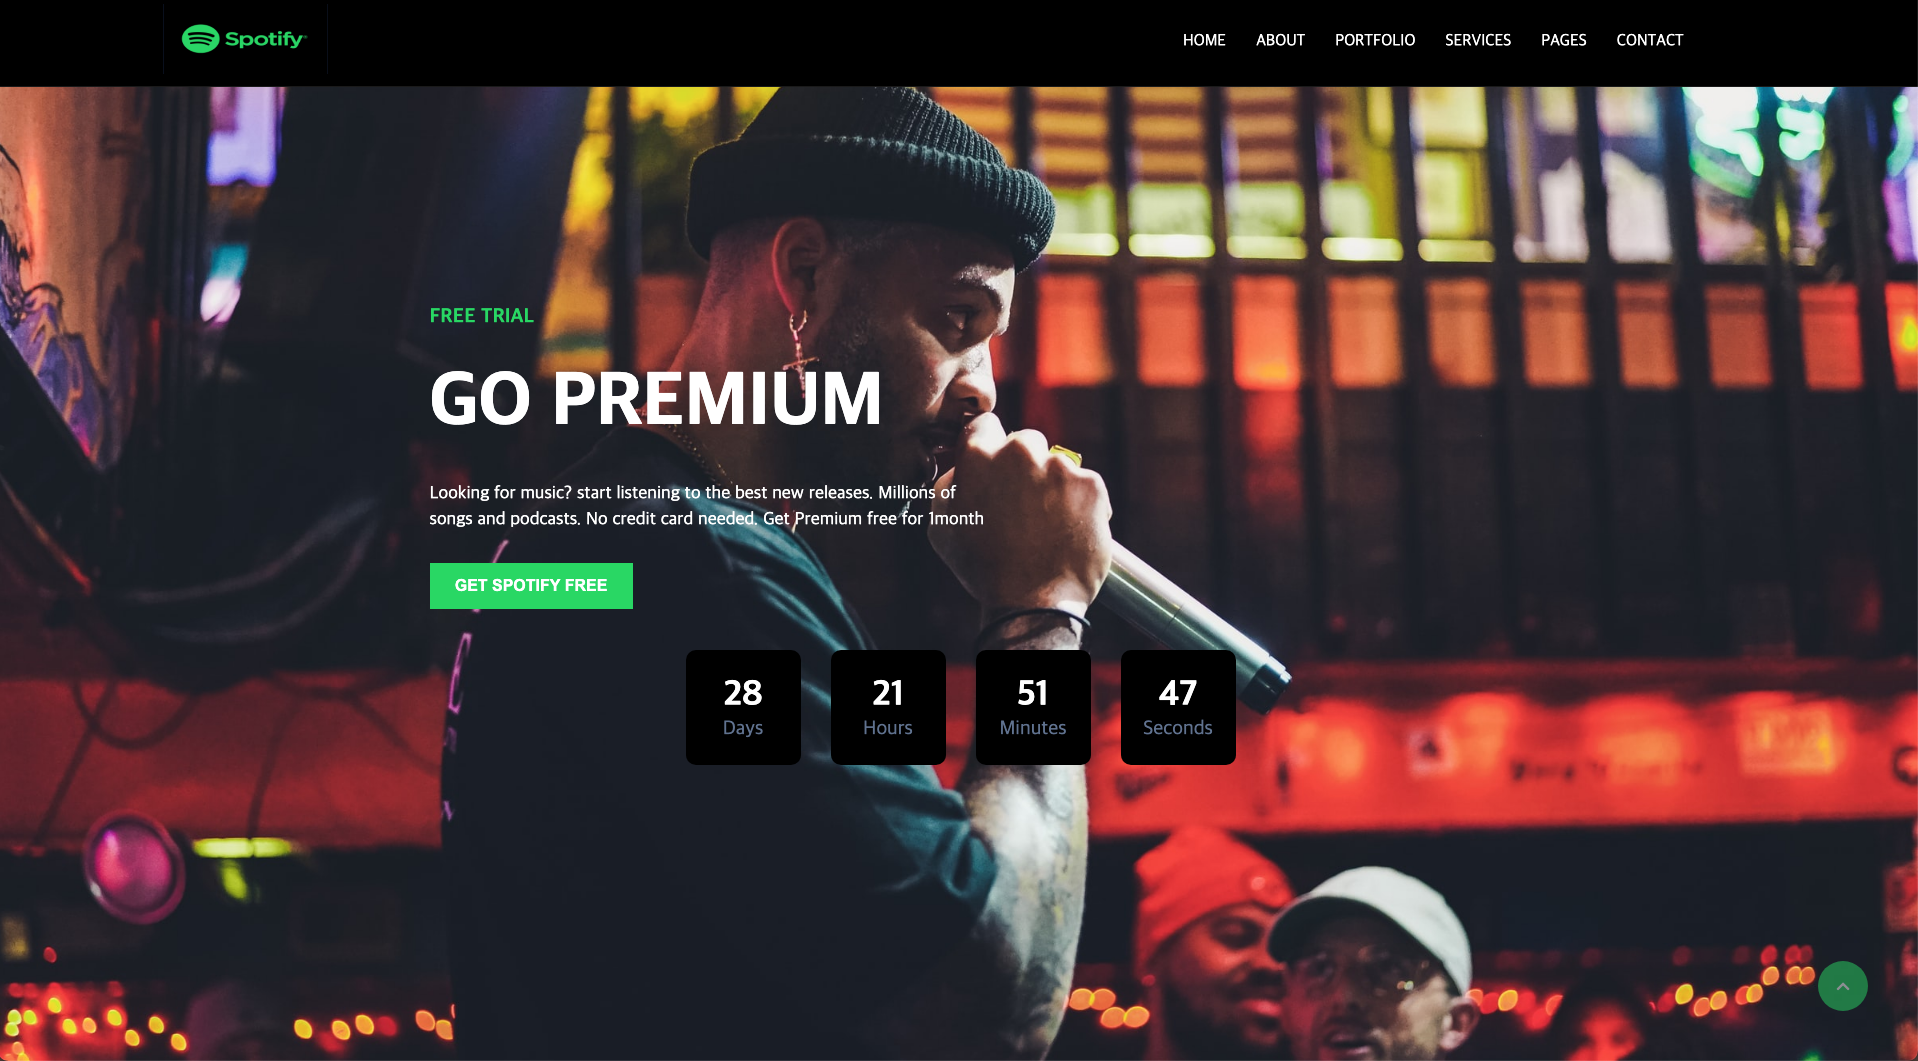 Spotify
HOME ABOUT PORTFOLIO SERVICES PAGES CONTACT
FREE TRIAL
GO PREMIUM
Looking for music? start listening to the best new releases. Millions of
songs and podcasts. No credit card needed. Get Premium free for 1month
GET SPOTIFY FREE
28 21 51 47
Days Hours Minutes Seconds